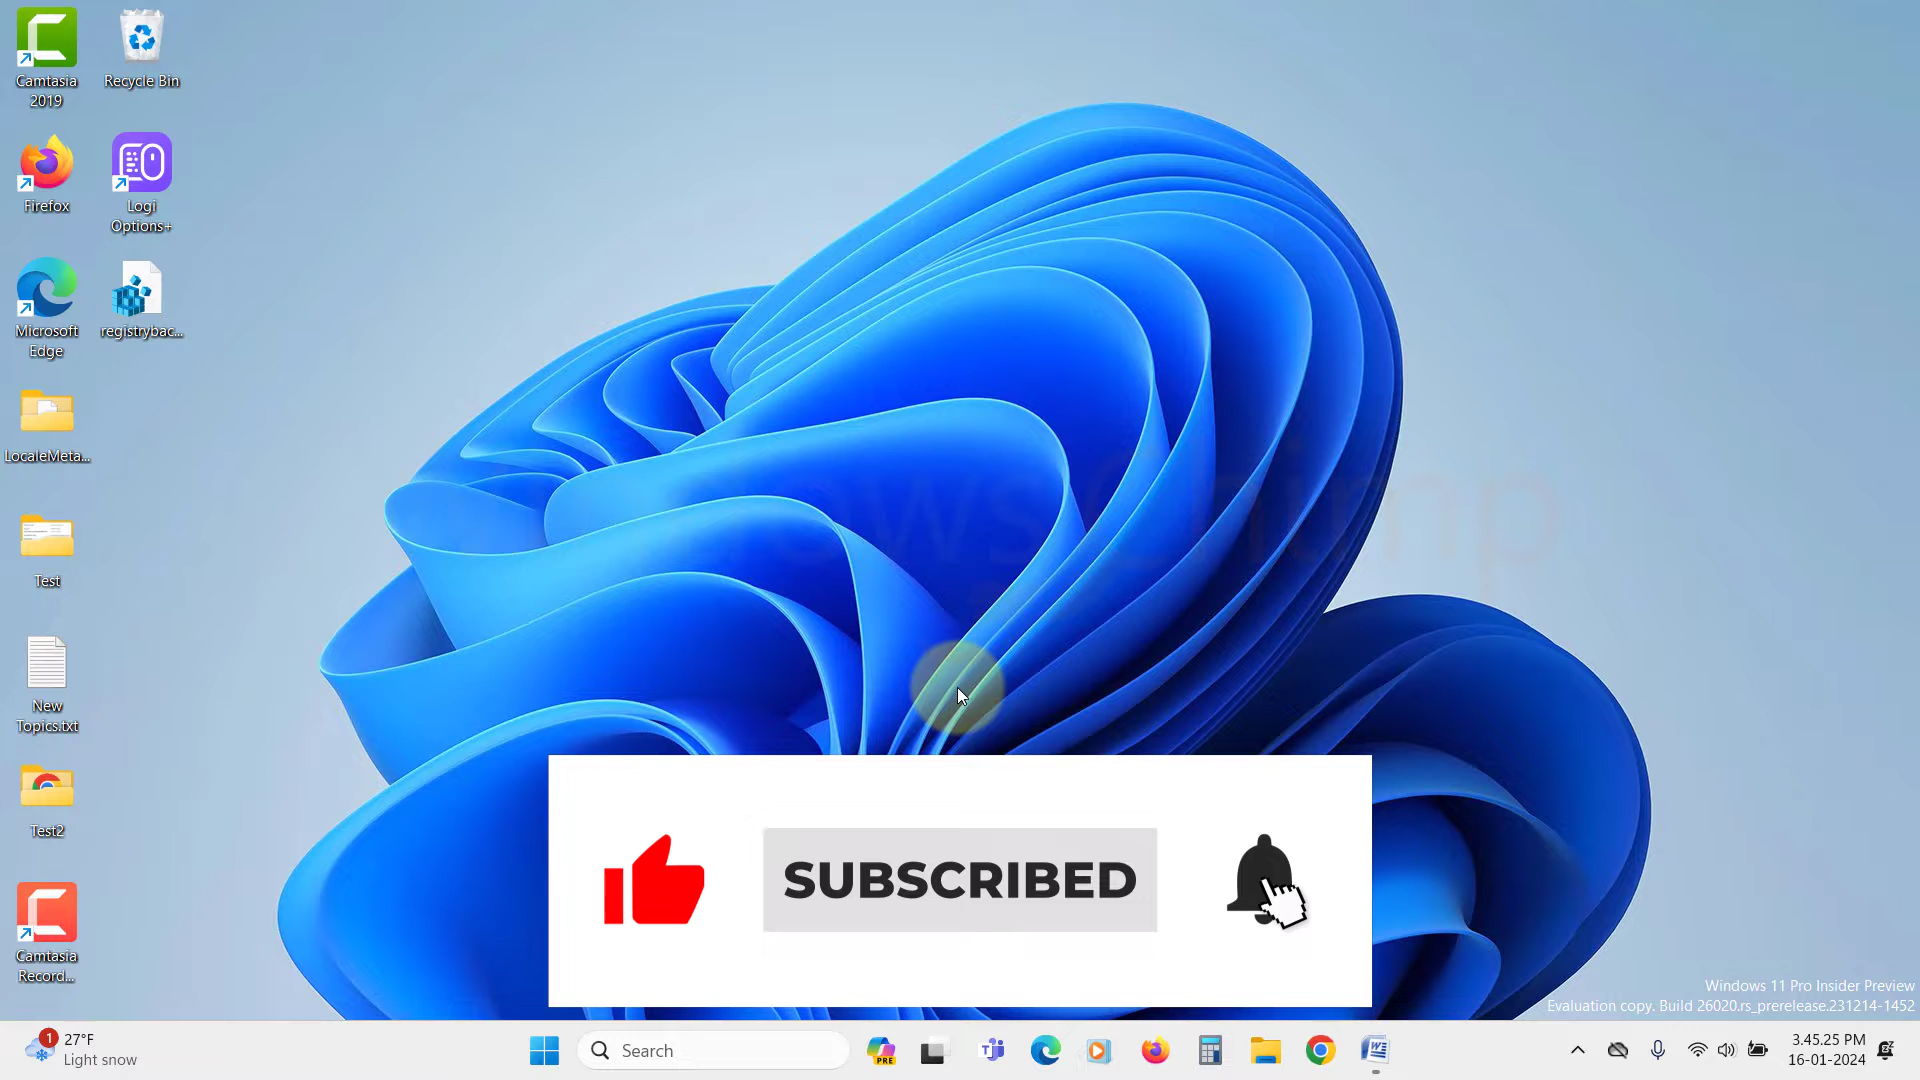 Camtasia
2019
Recycle Bin
Firefox
Logi
Options+
Microsoft
Edge
registrybac...
LocaleMeta...
Test
New
Topics.txt
Test2
Camtasia
Record...
SUBSCRIBED
Windows 11 Pro Insider Preview
Evaluation copy. Build 26020.rs_prerelease.231214-1452
1
27°F
Light snow
Search
PRE
3.45.25 PM
16-01-2024